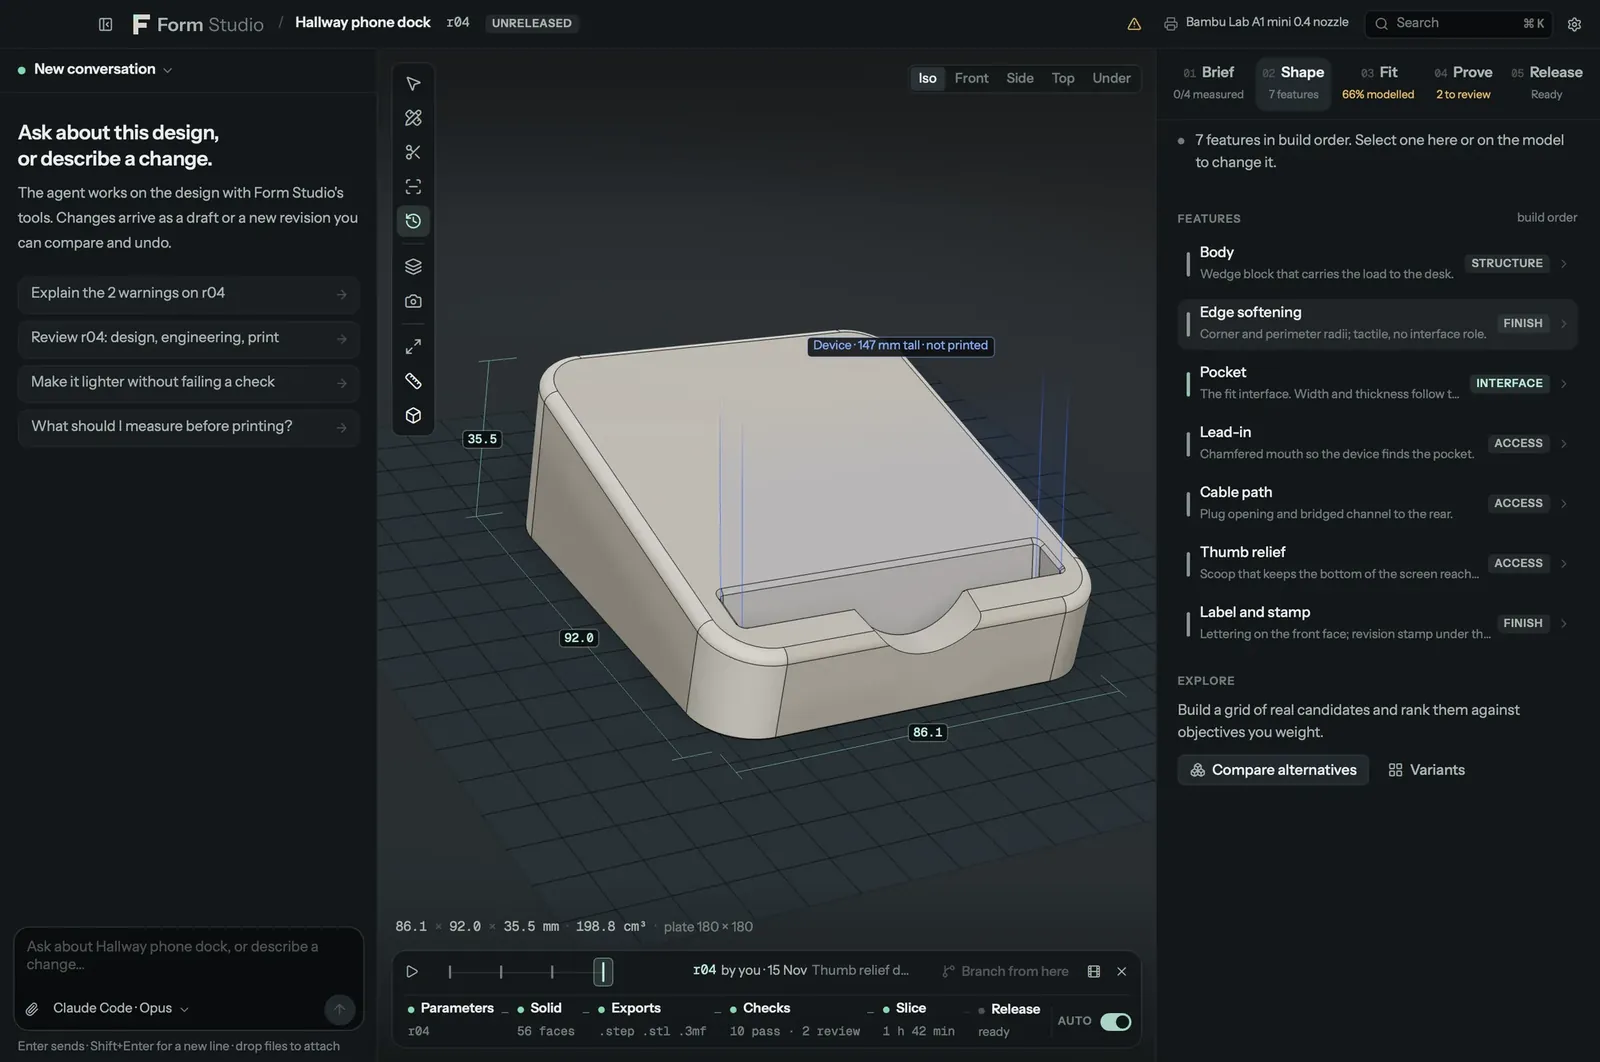 Form Studio / Hallway phone dock r04 UNRELEASED
Bambu Lab A1 mini 0.4 nozzle
Search ⌘K
New conversation
Ask about this design,
or describe a change.
The agent works on the design with Form Studio's
tools. Changes arrive as a draft or a new revision you
can compare and undo.
Explain the 2 warnings on r04
Review r04: design, engineering, print
Make it lighter without failing a check
What should I measure before printing?
Ask about Hallway phone dock, or describe a
change...
Claude Code · Opus
Enter sends · Shift+Enter for a new line · drop files to attach
Iso Front Side Top Under
Device · 147 mm tall · not printed
35.5
92.0
86.1
86.1 × 92.0 × 35.5 mm · 198.8 cm³ · plate 180 × 180
r04 by you · 15 Nov Thumb relief d...
Branch from here
Parameters Solid Exports Checks Slice Release
r04 56 faces .step .stl .3mf 10 pass · 2 review 1 h 42 min ready
AUTO
01 Brief 02 Shape 03 Fit 04 Prove 05 Release
0/4 measured 7 features 66% modelled 2 to review Ready
7 features in build order. Select one here or on the model
to change it.
FEATURES build order
Body
Wedge block that carries the load to the desk.
STRUCTURE
Edge softening
Corner and perimeter radii; tactile, no interface role.
FINISH
Pocket
The fit interface. Width and thickness follow t...
INTERFACE
Lead-in
Chamfered mouth so the device finds the pocket.
ACCESS
Cable path
Plug opening and bridged channel to the rear.
ACCESS
Thumb relief
Scoop that keeps the bottom of the screen reach...
ACCESS
Label and stamp
Lettering on the front face; revision stamp under th...
FINISH
EXPLORE
Build a grid of real candidates and rank them against
objectives you weight.
Compare alternatives
Variants